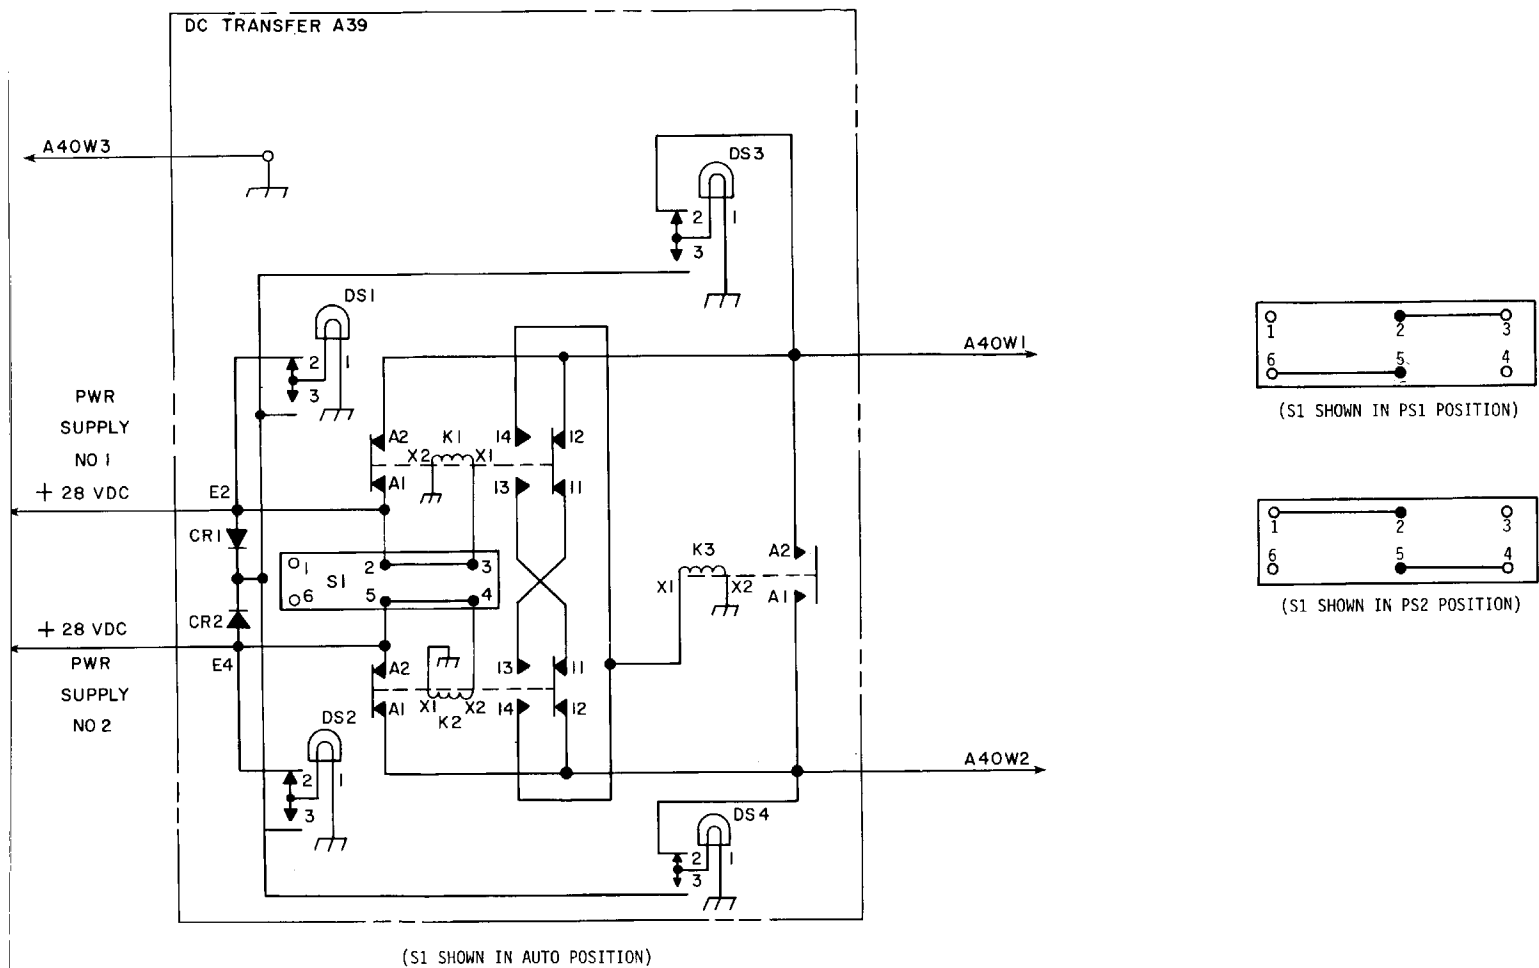 DC TRANSFER A39
A40W3
DS3
2 1
3
DS1
2 1
3
A40W1
PWR
SUPPLY
NO 1
+ 28 VDC
E2
A2 K1 14 12
X2 X1
A1 13 11
CR1
1 2 3
S1
6 5 4
K3 A2
X1 X2
A1
CR2
+ 28 VDC
E4
PWR
SUPPLY
NO 2
A2 13 11
A1 X1 K2 X2 14 12
DS2
2 1
3
A40W2
DS4
2 1
3
(S1 SHOWN IN AUTO POSITION)
1 2 3
6 5 4
(S1 SHOWN IN PS1 POSITION)
1 2 3
6 5 4
(S1 SHOWN IN PS2 POSITION)